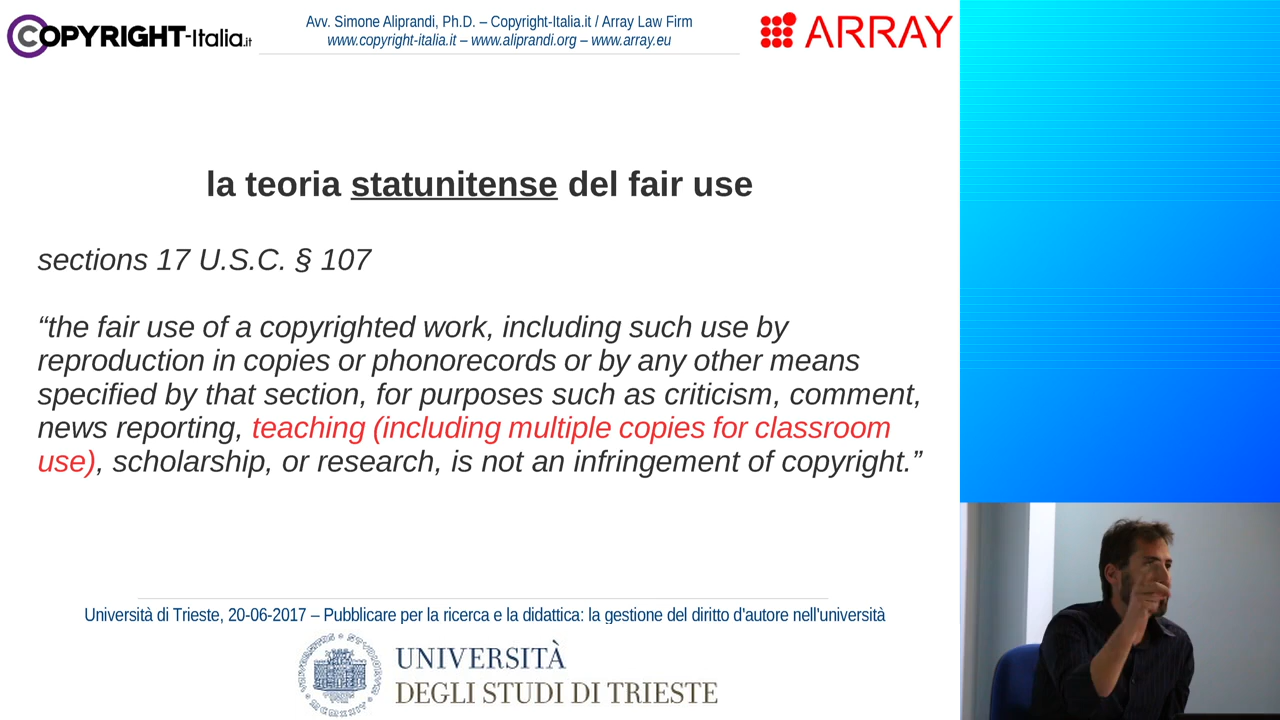 COPYRIGHT-Italia.it
Avv. Simone Aliprandi, Ph.D. – Copyright-Italia.it / Array Law Firm
www.copyright-italia.it – www.aliprandi.org – www.array.eu
ARRAY
la teoria statunitense del fair use
sections 17 U.S.C. § 107
“the fair use of a copyrighted work, including such use by
reproduction in copies or phonorecords or by any other means
specified by that section, for purposes such as criticism, comment,
news reporting, teaching (including multiple copies for classroom
use), scholarship, or research, is not an infringement of copyright.”
Università di Trieste, 20-06-2017 – Pubblicare per la ricerca e la didattica: la gestione del diritto d'autore nell'università
UNIVERSITÀ
DEGLI STUDI DI TRIESTE